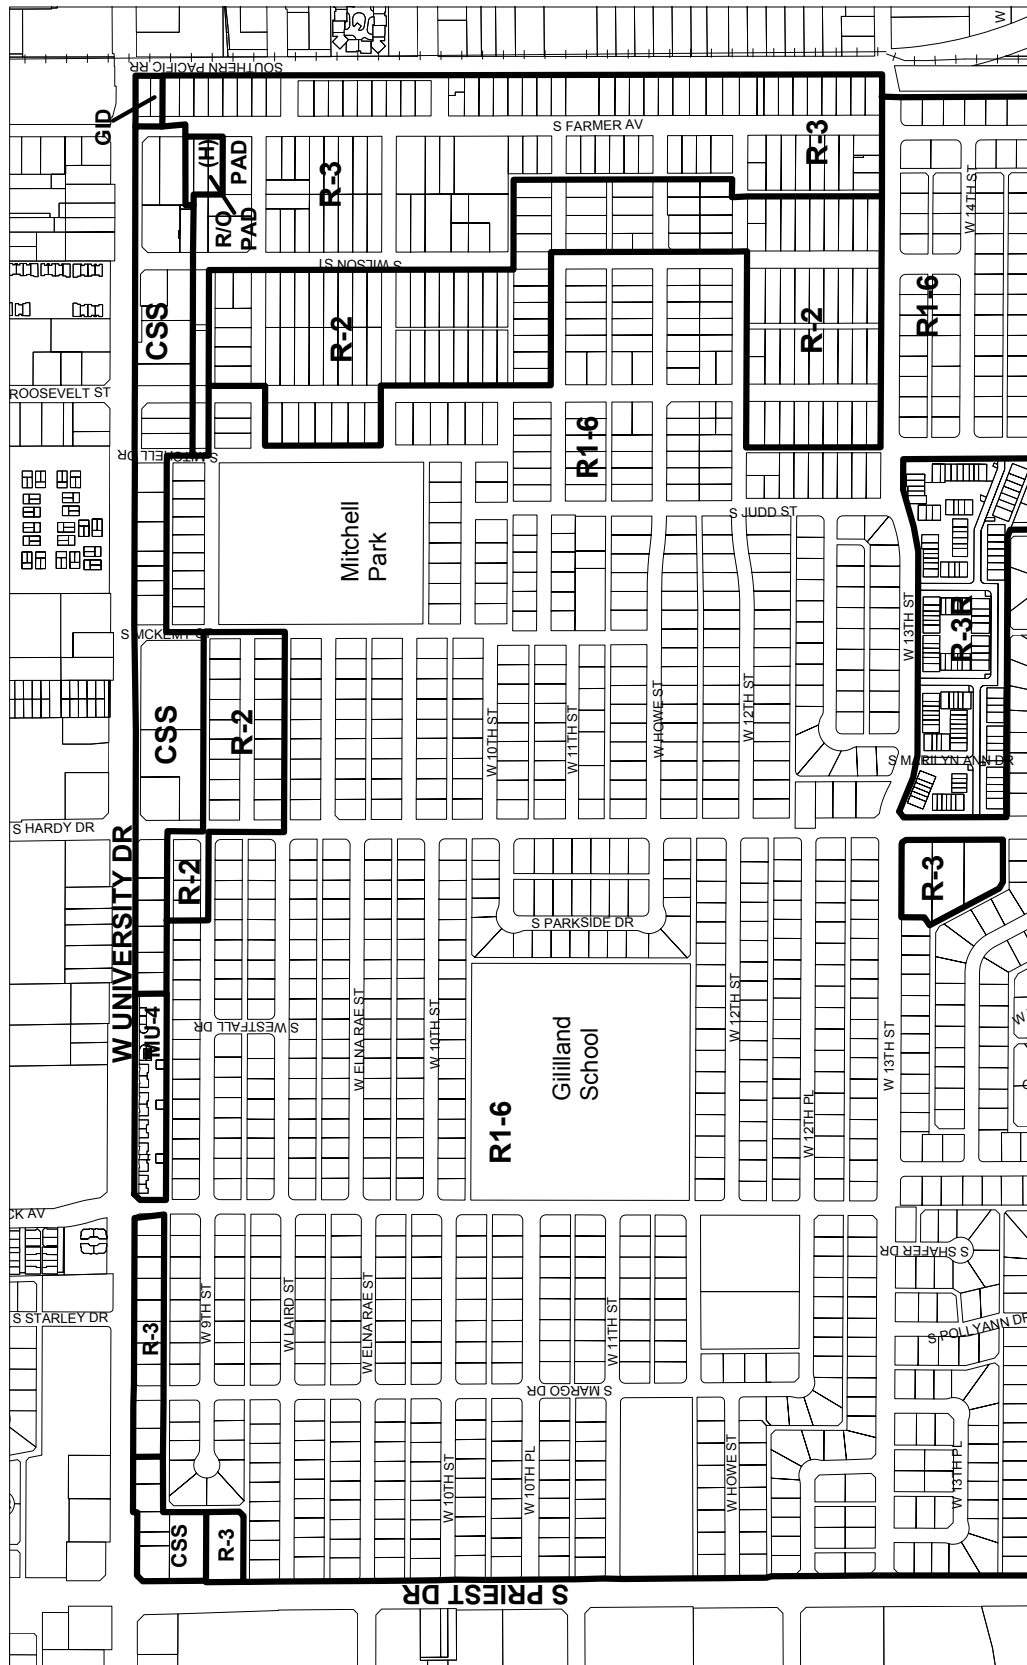 SOUTHERN PACIFIC RR
W
GID
S FARMER AV
(H)
PAD
R-3
R-3
R/O
PAD
W 14TH ST
S WILSON ST
CSS
R-2
R-2
R1-6
ROOSEVELT ST
R1-6
S MITCHELL DR
Mitchell
Park
S JUDD ST
W 13TH ST
R-3R
S MCKEMY ST
CSS
R-2
W 10TH ST
W 11TH ST
W HOWE ST
W 12TH ST
S MARILYN ANN DR
S HARDY DR
W UNIVERSITY DR
R-2
R-3
S PARKSIDE DR
MU-4
S WESTFALL DR
W ELNA RAE ST
W 10TH ST
Gililland
School
W 12TH ST
W 13TH ST
W
R1-6
W 12TH PL
CK AV
S SHAFER DR
S STARLEY DR
R-3
W 9TH ST
W LAIRD ST
W ELNA RAE ST
W 11TH ST
S POLLYANN DR
S MARGO DR
W 10TH ST
W 10TH PL
W HOWE ST
W 13TH PL
CSS
R-3
S PRIEST DR